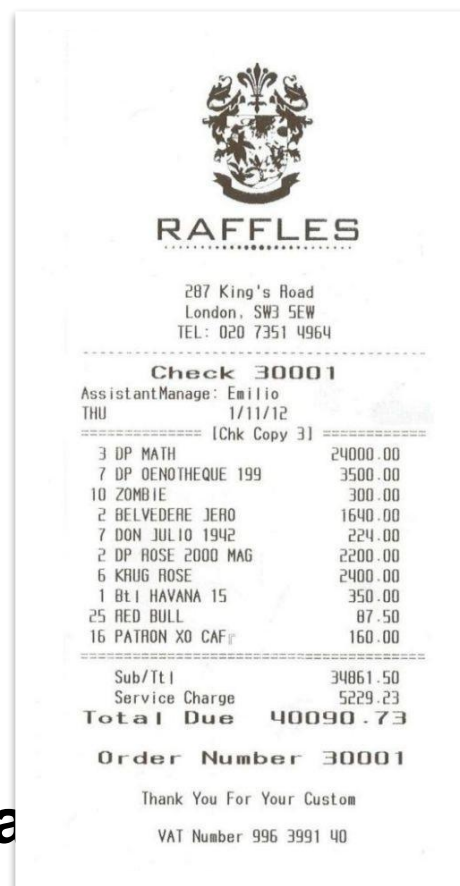 RAFFLES
287 King's Road
London, SW3 5EW
TEL: 020 7351 4964
Check 30001
AssistantManage: Emilio
THU 1/11/12
[Chk Copy 3]
3 DP MATH 24000.00
7 DP OENOTHEQUE 199 3500.00
10 ZOMBIE 300.00
2 BELVEDERE JERO 1640.00
7 DON JULIO 1942 224.00
2 DP ROSE 2000 MAG 2200.00
6 KRUG ROSE 2400.00
1 Btl HAVANA 15 350.00
25 RED BULL 87.50
16 PATRON XO CAF 160.00
Sub/Ttl 34861.50
Service Charge 5229.23
Total Due 40090.73
Order Number 30001
Thank You For Your Custom
VAT Number 996 3991 40